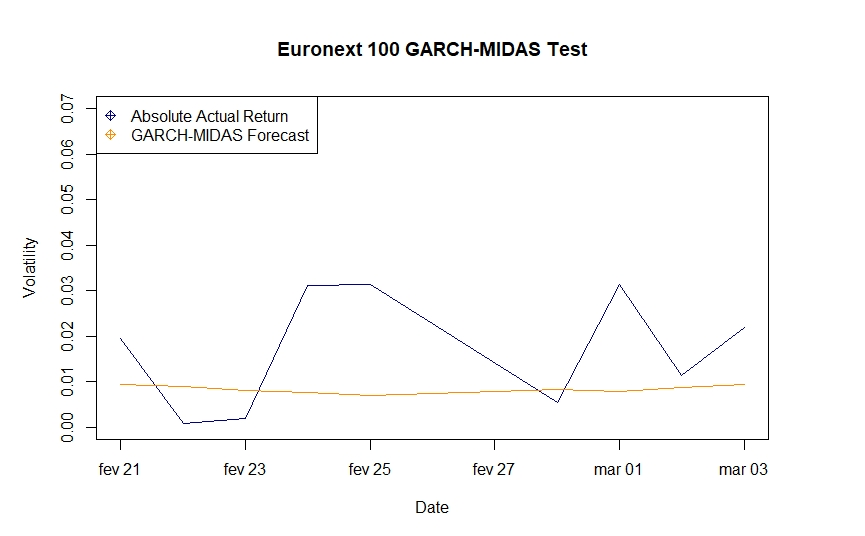 Euronext 100 GARCH-MIDAS Test
Absolute Actual Return
GARCH-MIDAS Forecast
Volatility
0.07
0.06
0.05
0.04
0.03
0.02
0.01
0.00
fev 21 fev 23 fev 25 fev 27 mar 01 mar 03
Date